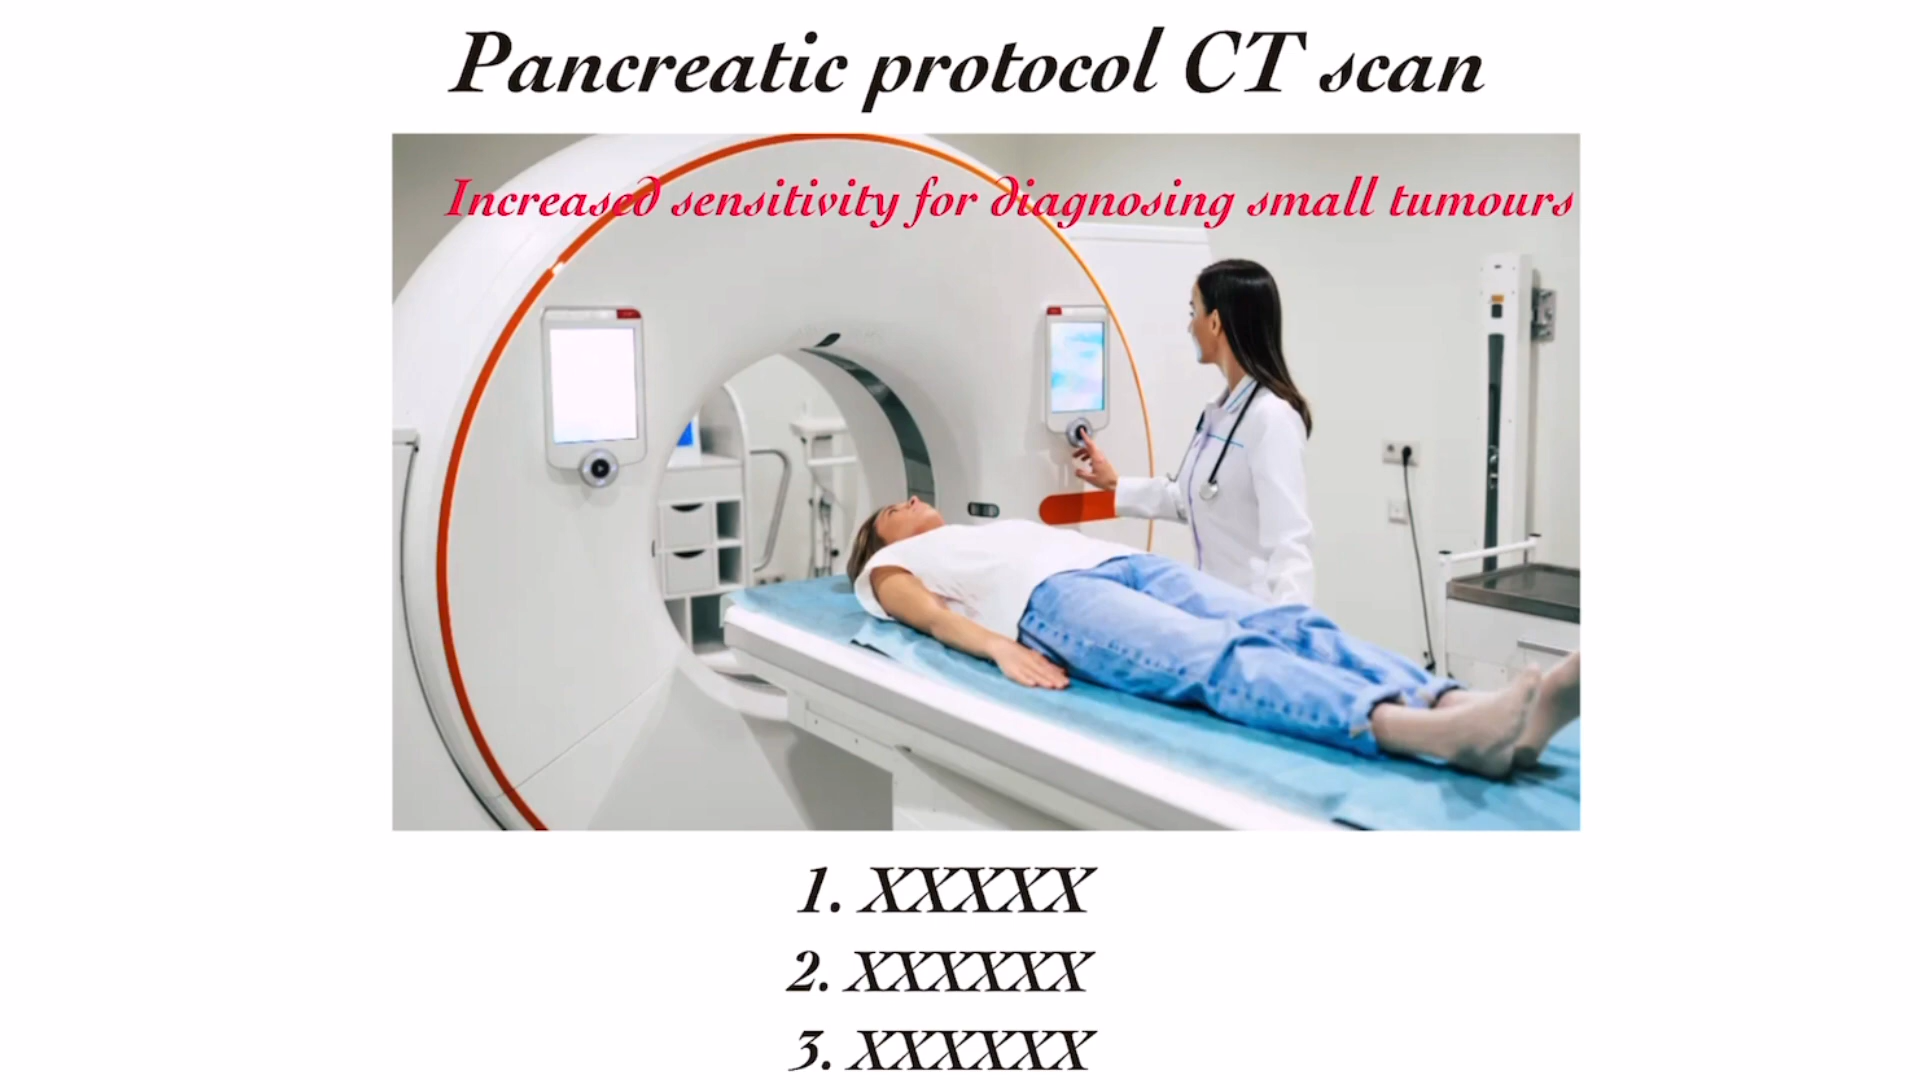 Pancreatic protocol CT scan
Increased sensitivity for diagnosing small tumours
1. XXXXX
2. XXXXXX
3. XXXXXX